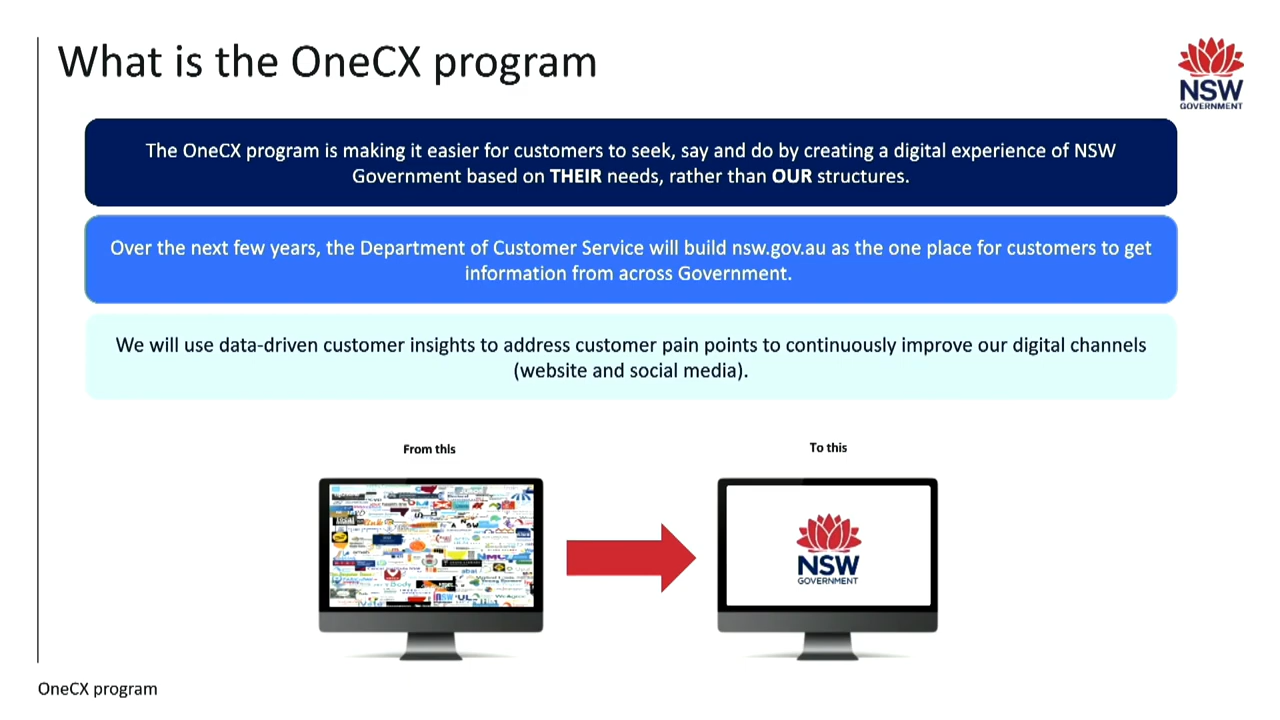 What is the OneCX program
NSW
GOVERNMENT
The OneCX program is making it easier for customers to seek, say and do by creating a digital experience of NSW
Government based on THEIR needs, rather than OUR structures.
Over the next few years, the Department of Customer Service will build nsw.gov.au as the one place for customers to get
information from across Government.
We will use data-driven customer insights to address customer pain points to continuously improve our digital channels
(website and social media).
From this
To this
NSW
GOVERNMENT
OneCX program